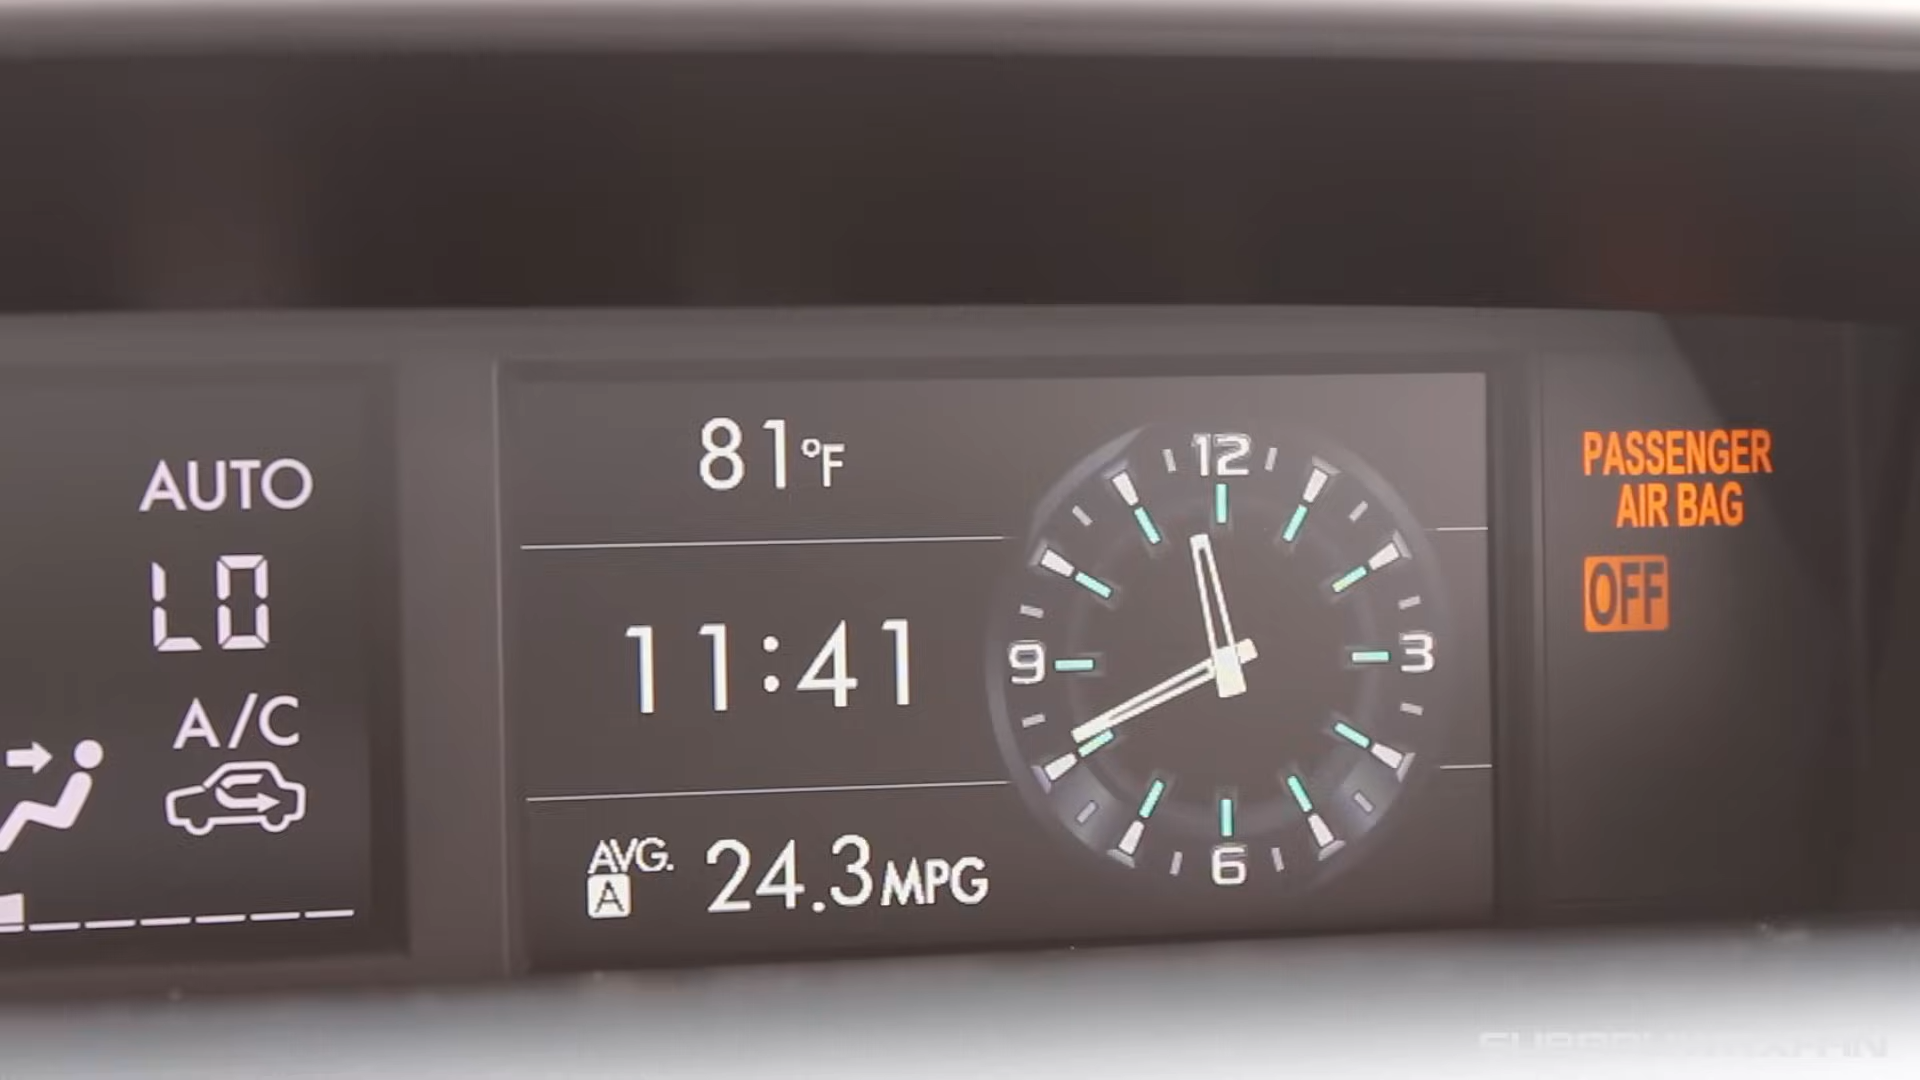 AUTO
LO
A/C
81°F
11:41
AVG.
A
24.3MPG
12
3
6
9
PASSENGER
AIR BAG
OFF